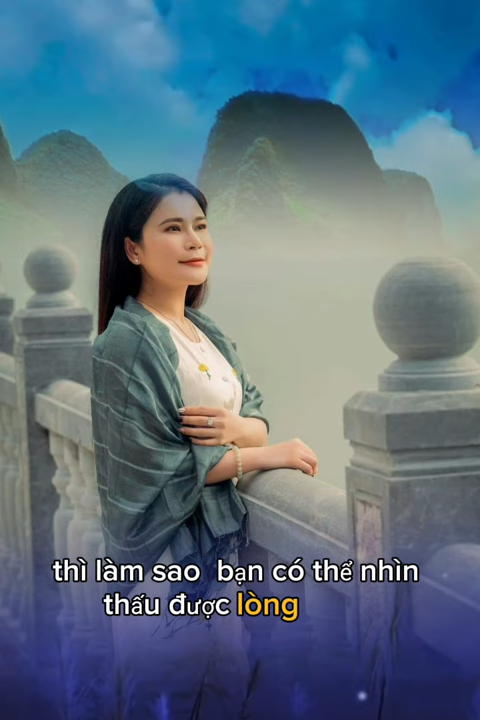 thì làm sao bạn có thể nhìn
thấu được lòng